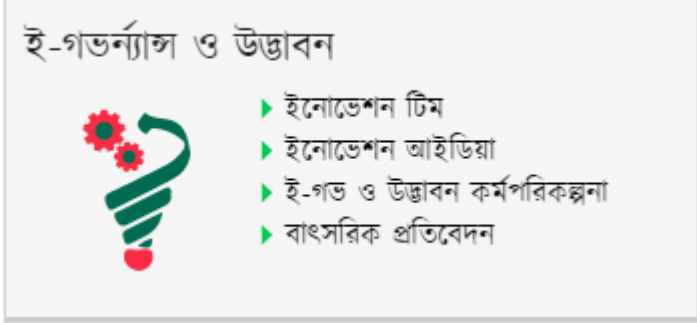 ই-গভর্ন্যান্স ও উদ্ভাবন
ইনোভেশন টিম
ইনোভেশন আইডিয়া
ই-গভ ও উদ্ভাবন কর্মপরিকল্পনা
বাৎসরিক প্রতিবেদন